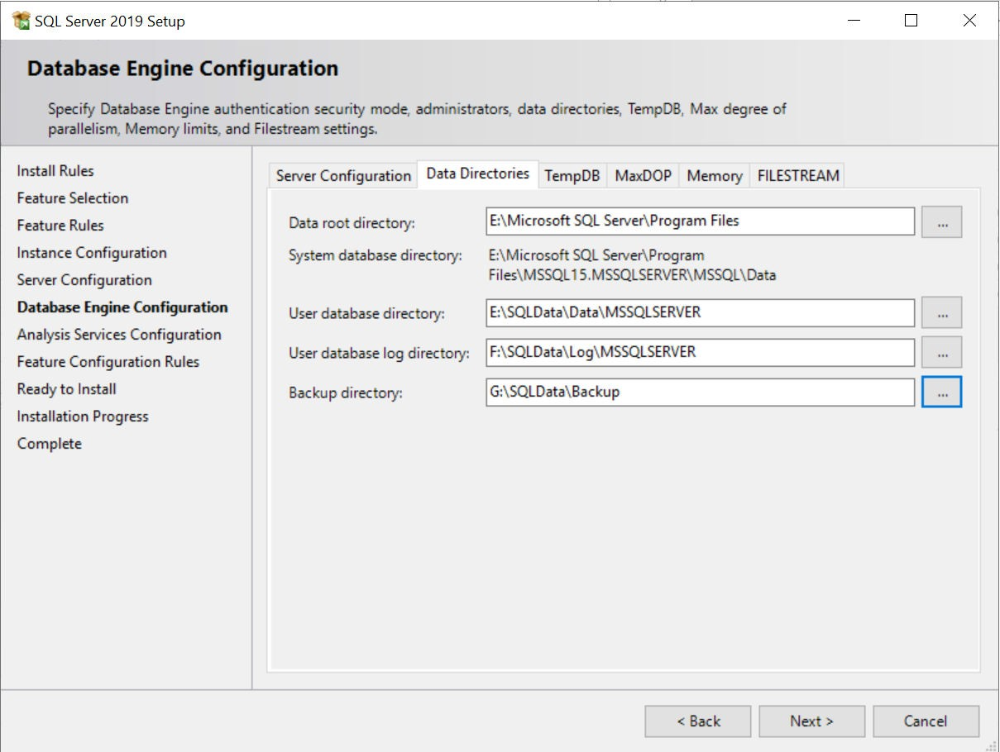 SQL Server 2019 Setup
Database Engine Configuration
Specify Database Engine authentication security mode, administrators, data directories, TempDB, Max degree of
parallelism, Memory limits, and Filestream settings.
Install Rules
Feature Selection
Feature Rules
Instance Configuration
Server Configuration
Database Engine Configuration
Analysis Services Configuration
Feature Configuration Rules
Ready to Install
Installation Progress
Complete
Server Configuration Data Directories TempDB MaxDOP Memory FILESTREAM
Data root directory: E:\Microsoft SQL Server\Program Files ...
System database directory: E:\Microsoft SQL Server\Program
Files\MSSQL15.MSSQLSERVER\MSSQL\Data
User database directory: E:\SQLData\Data\MSSQLSERVER ...
User database log directory: F:\SQLData\Log\MSSQLSERVER ...
Backup directory: G:\SQLData\Backup ...
< Back Next > Cancel